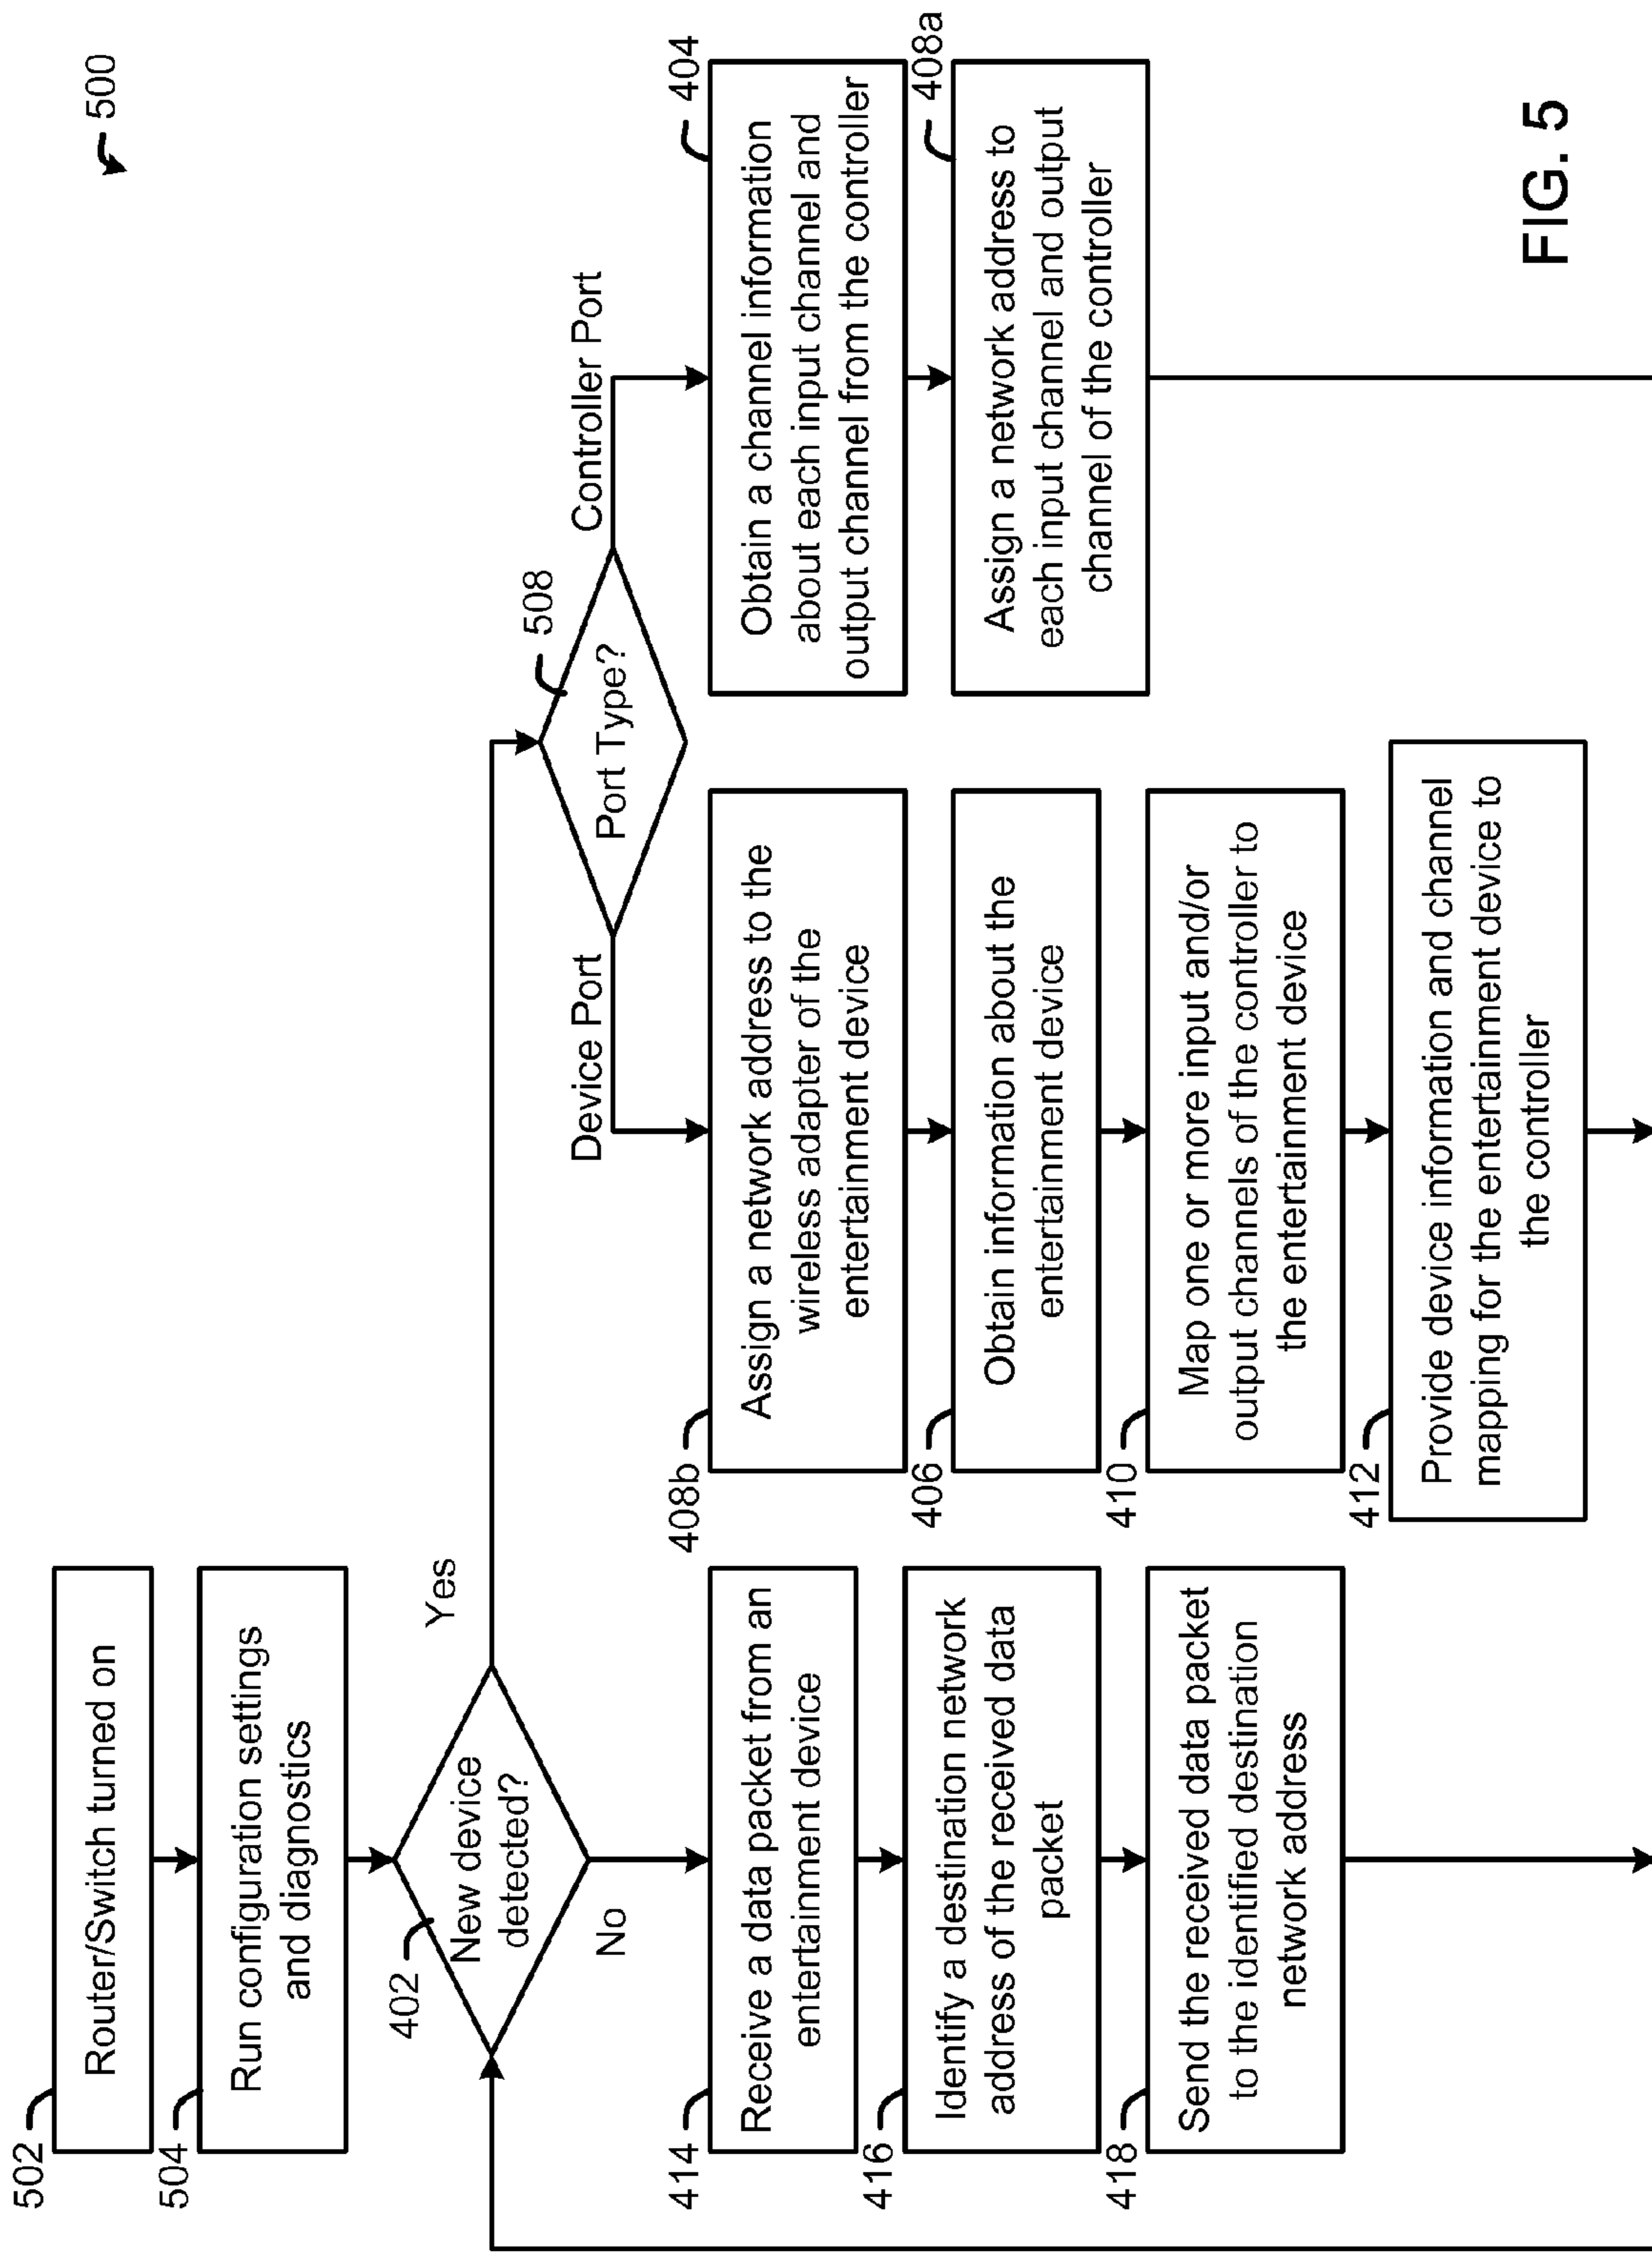 500
502
Router/Switch turned on
504
Run configuration settings
and diagnostics
402
New device
detected?
Yes
No
508
Port Type?
Device Port
Controller Port
414
Receive a data packet from an
entertainment device
416
Identify a destination network
address of the received data
packet
418
Send the received data packet
to the identified destination
network address
408b
Assign a network address to the
wireless adapter of the
entertainment device
406
Obtain information about the
entertainment device
410
Map one or more input and/or
output channels of the controller to
the entertainment device
412
Provide device information and channel
mapping for the entertainment device to
the controller
404
Obtain a channel information
about each input channel and
output channel from the controller
408a
Assign a network address to
each input channel and output
channel of the controller
FIG. 5